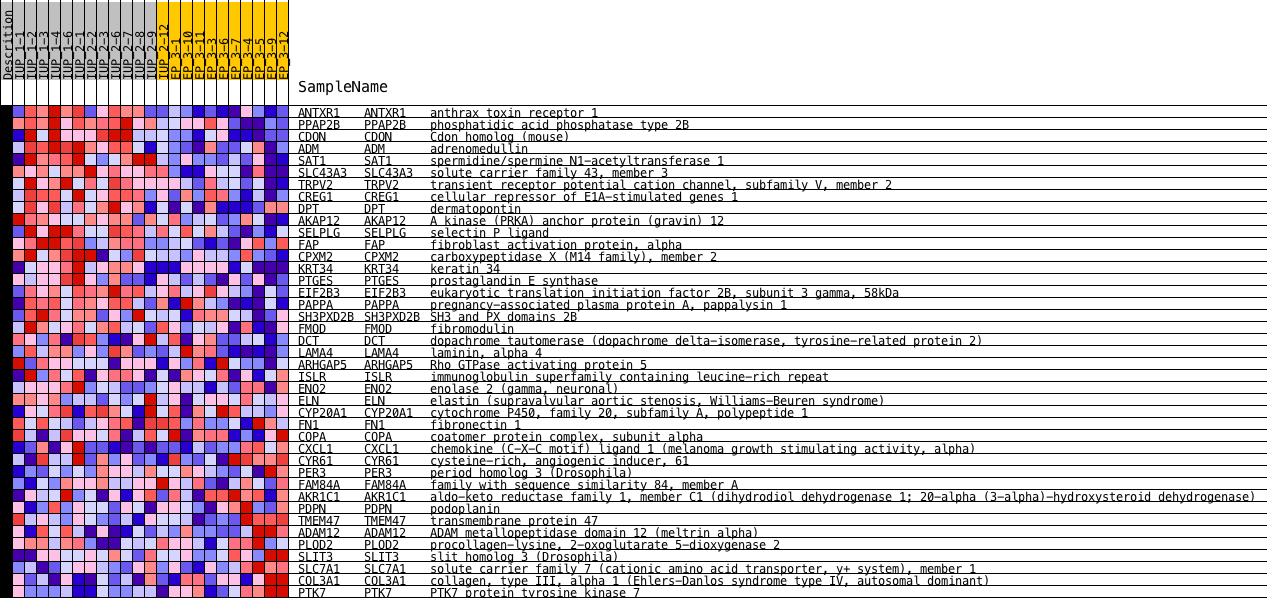 Descrition
IUP_1-1
IUP_1-2
IUP_1-3
IUP_1-4
IUP_1-6
IUP_2-1
IUP_2-2
IUP_2-3
IUP_2-6
IUP_2-7
IUP_2-8
IUP_2-9
IUP_2-12
EP_3-1
EP_3-10
EP_3-11
EP_3-3
EP_3-6
EP_3-7
EP_3-4
EP_3-5
EP_3-9
EP_3-12
SampleName
ANTXR1 ANTXR1 anthrax toxin receptor 1
PPAP2B PPAP2B phosphatidic acid phosphatase type 2B
CDON CDON Cdon homolog (mouse)
ADM ADM adrenomedullin
SAT1 SAT1 spermidine/spermine N1-acetyltransferase 1
SLC43A3 SLC43A3 solute carrier family 43, member 3
TRPV2 TRPV2 transient receptor potential cation channel, subfamily V, member 2
CREG1 CREG1 cellular repressor of E1A-stimulated genes 1
DPT DPT dermatopontin
AKAP12 AKAP12 A kinase (PRKA) anchor protein (gravin) 12
SELPLG SELPLG selectin P ligand
FAP FAP fibroblast activation protein, alpha
CPXM2 CPXM2 carboxypeptidase X (M14 family), member 2
KRT34 KRT34 keratin 34
PTGES PTGES prostaglandin E synthase
EIF2B3 EIF2B3 eukaryotic translation initiation factor 2B, subunit 3 gamma, 58kDa
PAPPA PAPPA pregnancy-associated plasma protein A, pappalysin 1
SH3PXD2B SH3PXD2B SH3 and PX domains 2B
FMOD FMOD fibromodulin
DCT DCT dopachrome tautomerase (dopachrome delta-isomerase, tyrosine-related protein 2)
LAMA4 LAMA4 laminin, alpha 4
ARHGAP5 ARHGAP5 Rho GTPase activating protein 5
ISLR ISLR immunoglobulin superfamily containing leucine-rich repeat
ENO2 ENO2 enolase 2 (gamma, neuronal)
ELN ELN elastin (supravalvular aortic stenosis, Williams-Beuren syndrome)
CYP20A1 CYP20A1 cytochrome P450, family 20, subfamily A, polypeptide 1
FN1 FN1 fibronectin 1
COPA COPA coatomer protein complex, subunit alpha
CXCL1 CXCL1 chemokine (C-X-C motif) ligand 1 (melanoma growth stimulating activity, alpha)
CYR61 CYR61 cysteine-rich, angiogenic inducer, 61
PER3 PER3 period homolog 3 (Drosophila)
FAM84A FAM84A family with sequence similarity 84, member A
AKR1C1 AKR1C1 aldo-keto reductase family 1, member C1 (dihydrodiol dehydrogenase 1; 20-alpha (3-alpha)-hydroxysteroid dehydrogenase)
PDPN PDPN podoplanin
TMEM47 TMEM47 transmembrane protein 47
ADAM12 ADAM12 ADAM metallopeptidase domain 12 (meltrin alpha)
PLOD2 PLOD2 procollagen-lysine, 2-oxoglutarate 5-dioxygenase 2
SLIT3 SLIT3 slit homolog 3 (Drosophila)
SLC7A1 SLC7A1 solute carrier family 7 (cationic amino acid transporter, y+ system), member 1
COL3A1 COL3A1 collagen, type III, alpha 1 (Ehlers-Danlos syndrome type IV, autosomal dominant)
PTK7 PTK7 PTK7 protein tyrosine kinase 7